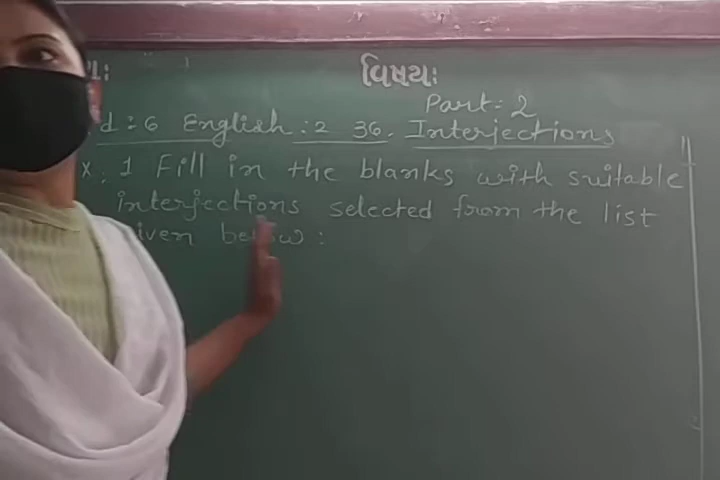 વિષયઃ
Part: 2
d: 6 English: 2 36. Interjections
x: 1 Fill in the blanks with suitable
interjections selected from the list
iven below: